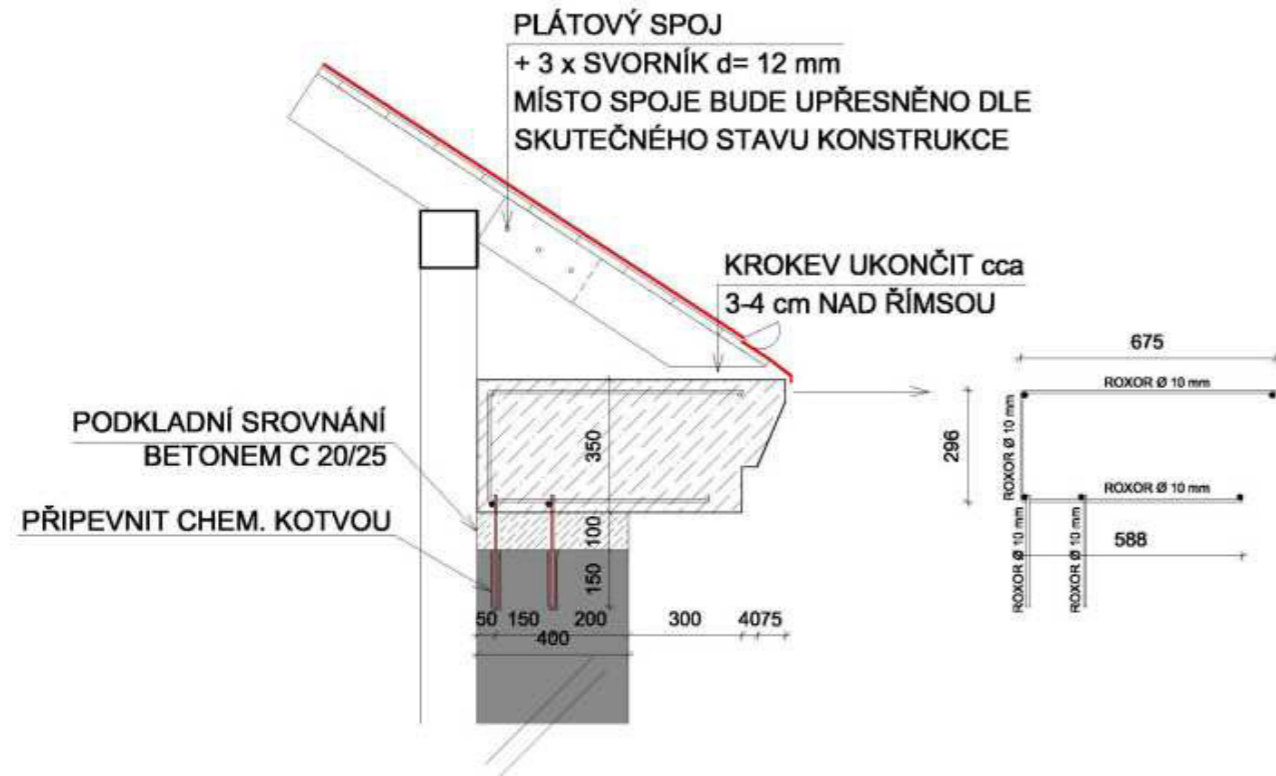 PLÁTOVÝ SPOJ
+ 3 x SVORNÍK d= 12 mm
MÍSTO SPOJE BUDE UPŘESNĚNO DLE
SKUTEČNÉHO STAVU KONSTRUKCE
KROKEV UKONČIT cca
3-4 cm NAD ŘÍMSOU
PODKLADNÍ SROVNÁNÍ
BETONEM C 20/25
PŘIPEVNIT CHEM. KOTVOU
350
100
150
50 150 200 300 4075
400
675
ROXOR Ø 10 mm
296
ROXOR Ø 10 mm
ROXOR Ø 10 mm
588
ROXOR Ø 10 mm
ROXOR Ø 10 mm